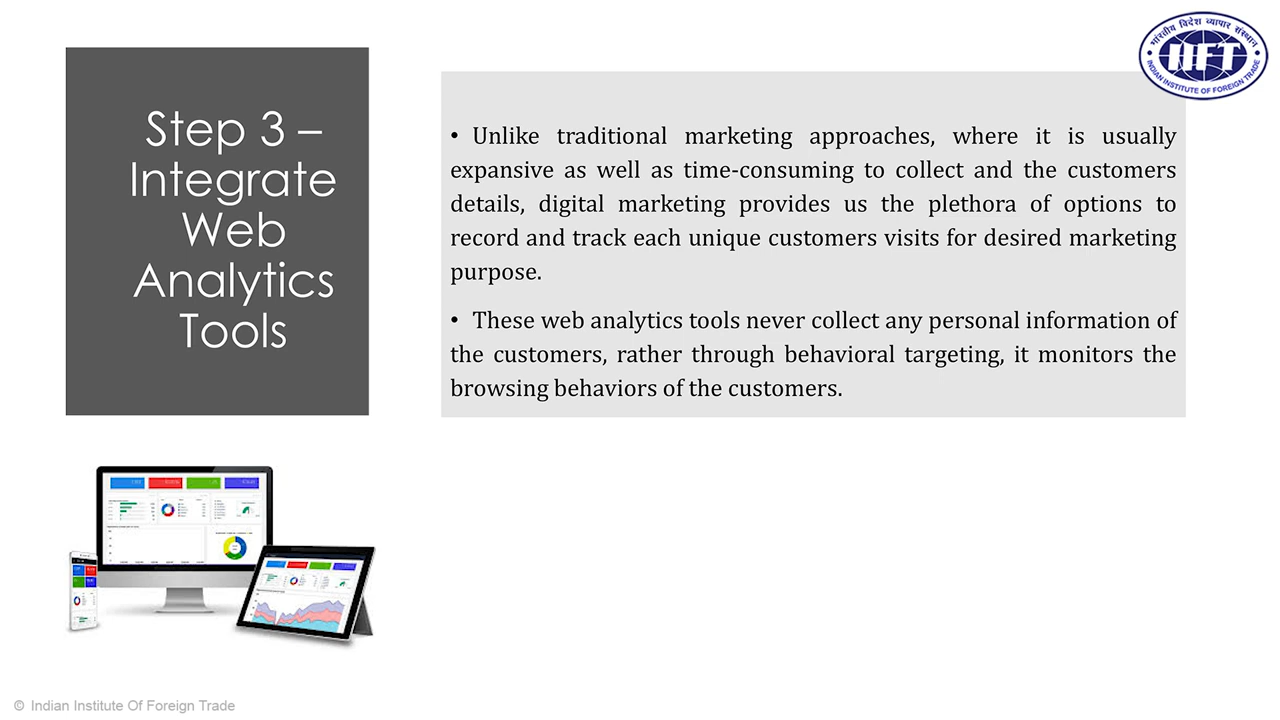 भारतीय विदेश व्यापार संस्थान
IIFT
INDIAN INSTITUTE OF FOREIGN TRADE
Step 3 –
Integrate
Web
Analytics
Tools
• Unlike traditional marketing approaches, where it is usually
expansive as well as time-consuming to collect and the customers
details, digital marketing provides us the plethora of options to
record and track each unique customers visits for desired marketing
purpose.
• These web analytics tools never collect any personal information of
the customers, rather through behavioral targeting, it monitors the
browsing behaviors of the customers.
© Indian Institute Of Foreign Trade